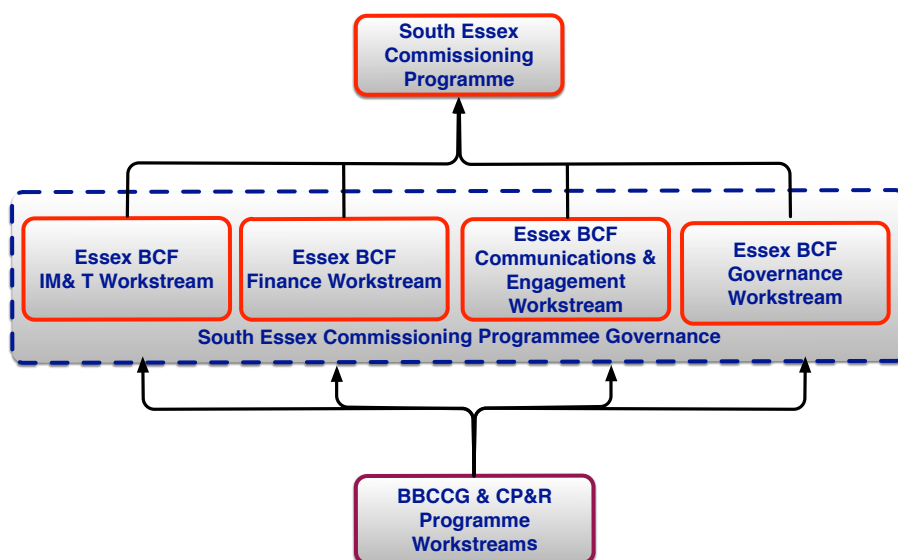 South Essex
Commissioning
Programme
Essex BCF
IM& T Workstream
Essex BCF
Finance Workstream
Essex BCF
Communications &
Engagement
Workstream
Essex BCF
Governance
Workstream
South Essex Commissioning Programmee Governance
BBCCG & CP&R
Programme
Workstreams